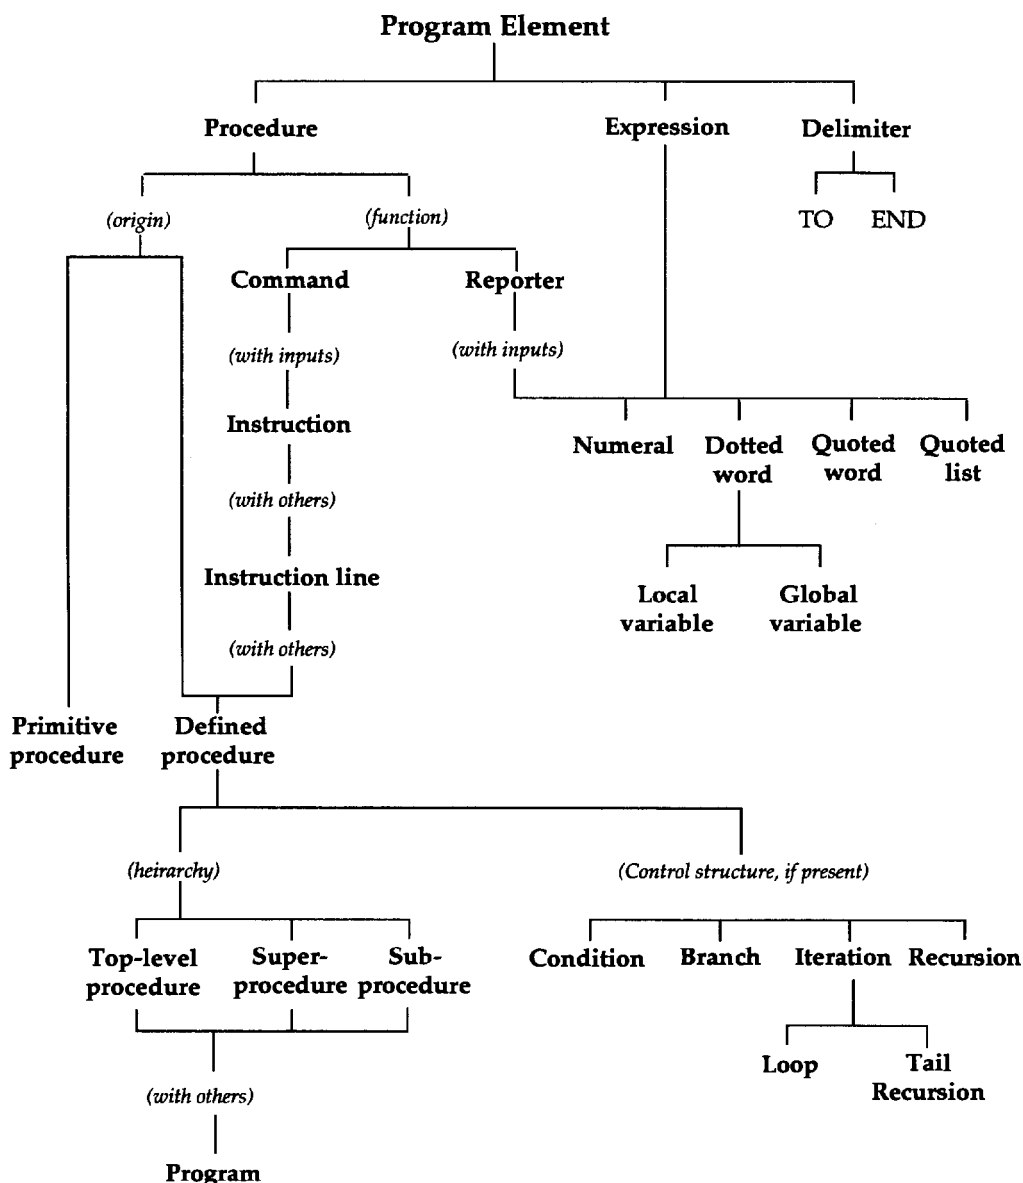 Program Element
Procedure Expression Delimiter
(origin) (function) TO END
Command Reporter
(with inputs) (with inputs)
Instruction
Numeral Dotted word Quoted word Quoted list
(with others)
Instruction line
Local variable Global variable
(with others)
Primitive procedure Defined procedure
(heirarchy) (Control structure, if present)
Top-level procedure Super-procedure Sub-procedure Condition Branch Iteration Recursion
Loop Tail Recursion
(with others)
Program